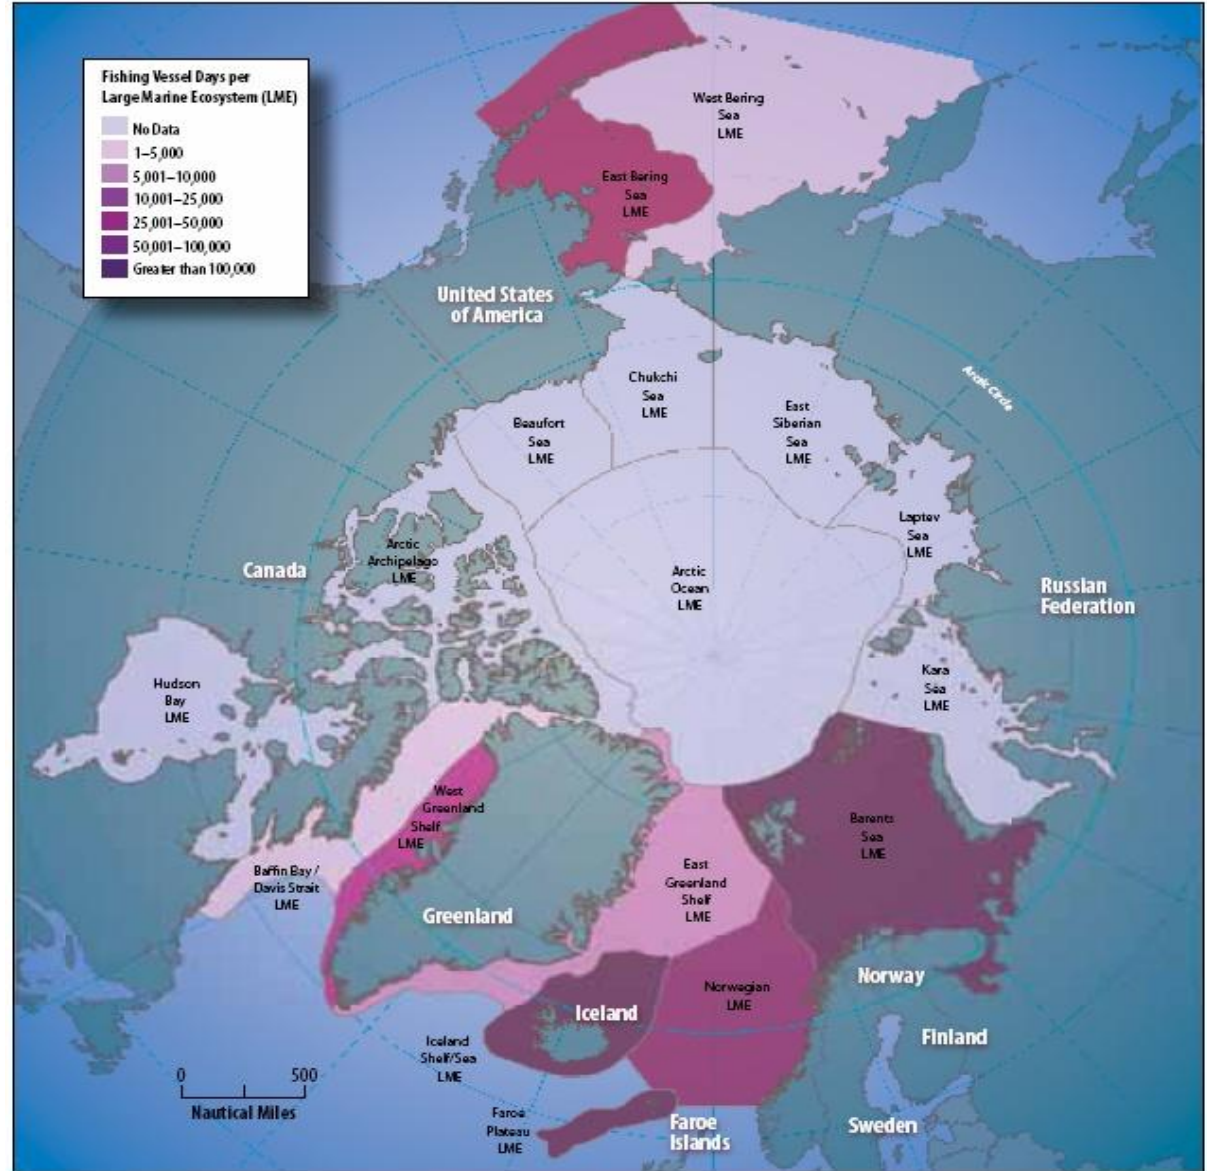 Fishing Vessel Days per
Large Marine Ecosystem (LME)
No Data
1–5,000
5,001–10,000
10,001–25,000
25,001–50,000
50,001–100,000
Greater than 100,000
West Bering
Sea
LME
East Bering
Sea
LME
United States
of America
Chukchi
Sea
LME
Arctic Circle
East
Siberian
Sea
LME
Beaufort
Sea
LME
Laptev
Sea
LME
Arctic
Archipelago
LME
Canada
Arctic
Ocean
LME
Russian
Federation
Hudson
Bay
LME
Kara
Sea
LME
West
Greenland
Shelf
LME
Barents
Sea
LME
Baffin Bay /
Davis Strait
LME
East
Greenland
Shelf
LME
Greenland
Norway
Norwegian
LME
Iceland
Finland
Iceland
Shelf/Sea
LME
0 500
Nautical Miles
Faroe
Plateau
LME
Faroe
Islands
Sweden